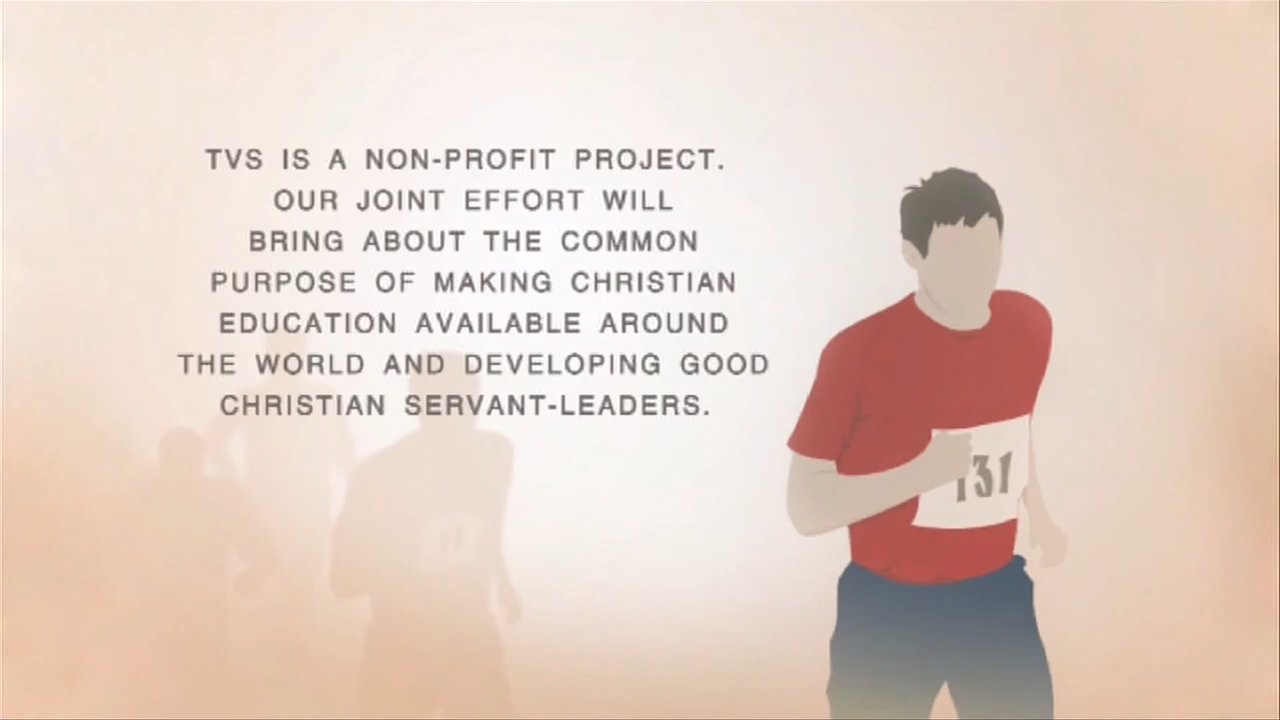 TVS IS A NON-PROFIT PROJECT.
OUR JOINT EFFORT WILL
BRING ABOUT THE COMMON
PURPOSE OF MAKING CHRISTIAN
EDUCATION AVAILABLE AROUND
THE WORLD AND DEVELOPING GOOD
CHRISTIAN SERVANT-LEADERS.
131